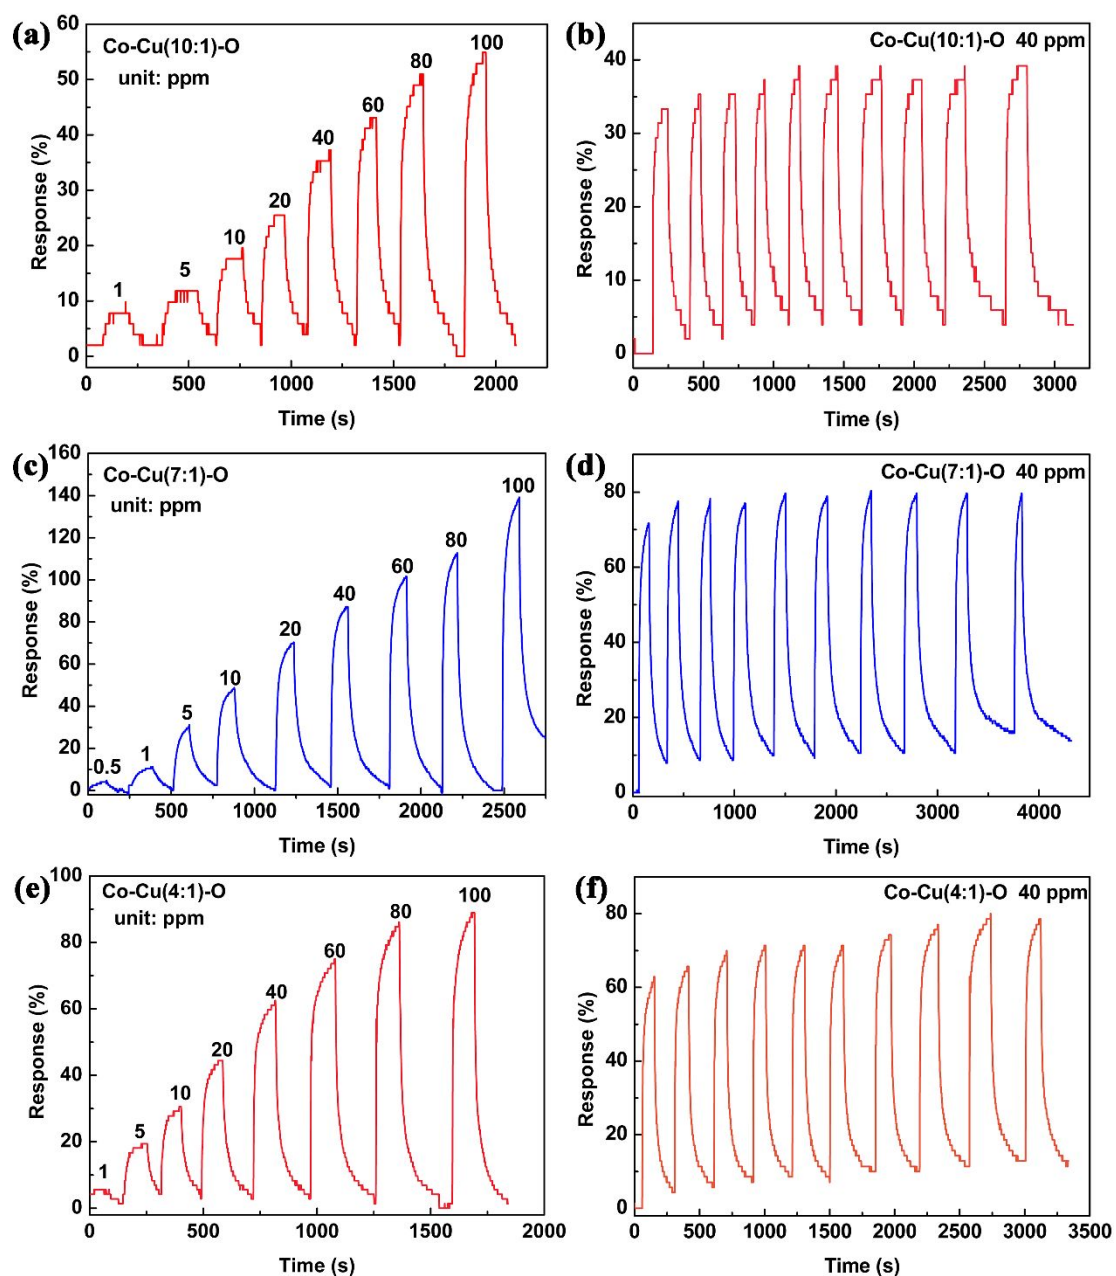 (a)
Co-Cu(10:1)-O
unit: ppm
1
5
10
20
40
60
80
100
60
50
40
30
20
10
0
Response (%)
0 500 1000 1500 2000
Time (s)
(b)
Co-Cu(10:1)-O 40 ppm
40
30
20
10
0
Response (%)
0 500 1000 1500 2000 2500 3000
Time (s)
(c)
Co-Cu(7:1)-O
unit: ppm
0.5
1
5
10
20
40
60
80
100
160
140
120
100
80
60
40
20
0
Response (%)
0 500 1000 1500 2000 2500
Time (s)
(d)
Co-Cu(7:1)-O 40 ppm
80
60
40
20
0
Response (%)
0 1000 2000 3000 4000
Time (s)
(e)
Co-Cu(4:1)-O
unit: ppm
1
5
10
20
40
60
80
100
100
80
60
40
20
0
Response (%)
0 500 1000 1500 2000
Time (s)
(f)
Co-Cu(4:1)-O 40 ppm
80
60
40
20
0
Response (%)
0 500 1000 1500 2000 2500 3000 3500
Time (s)